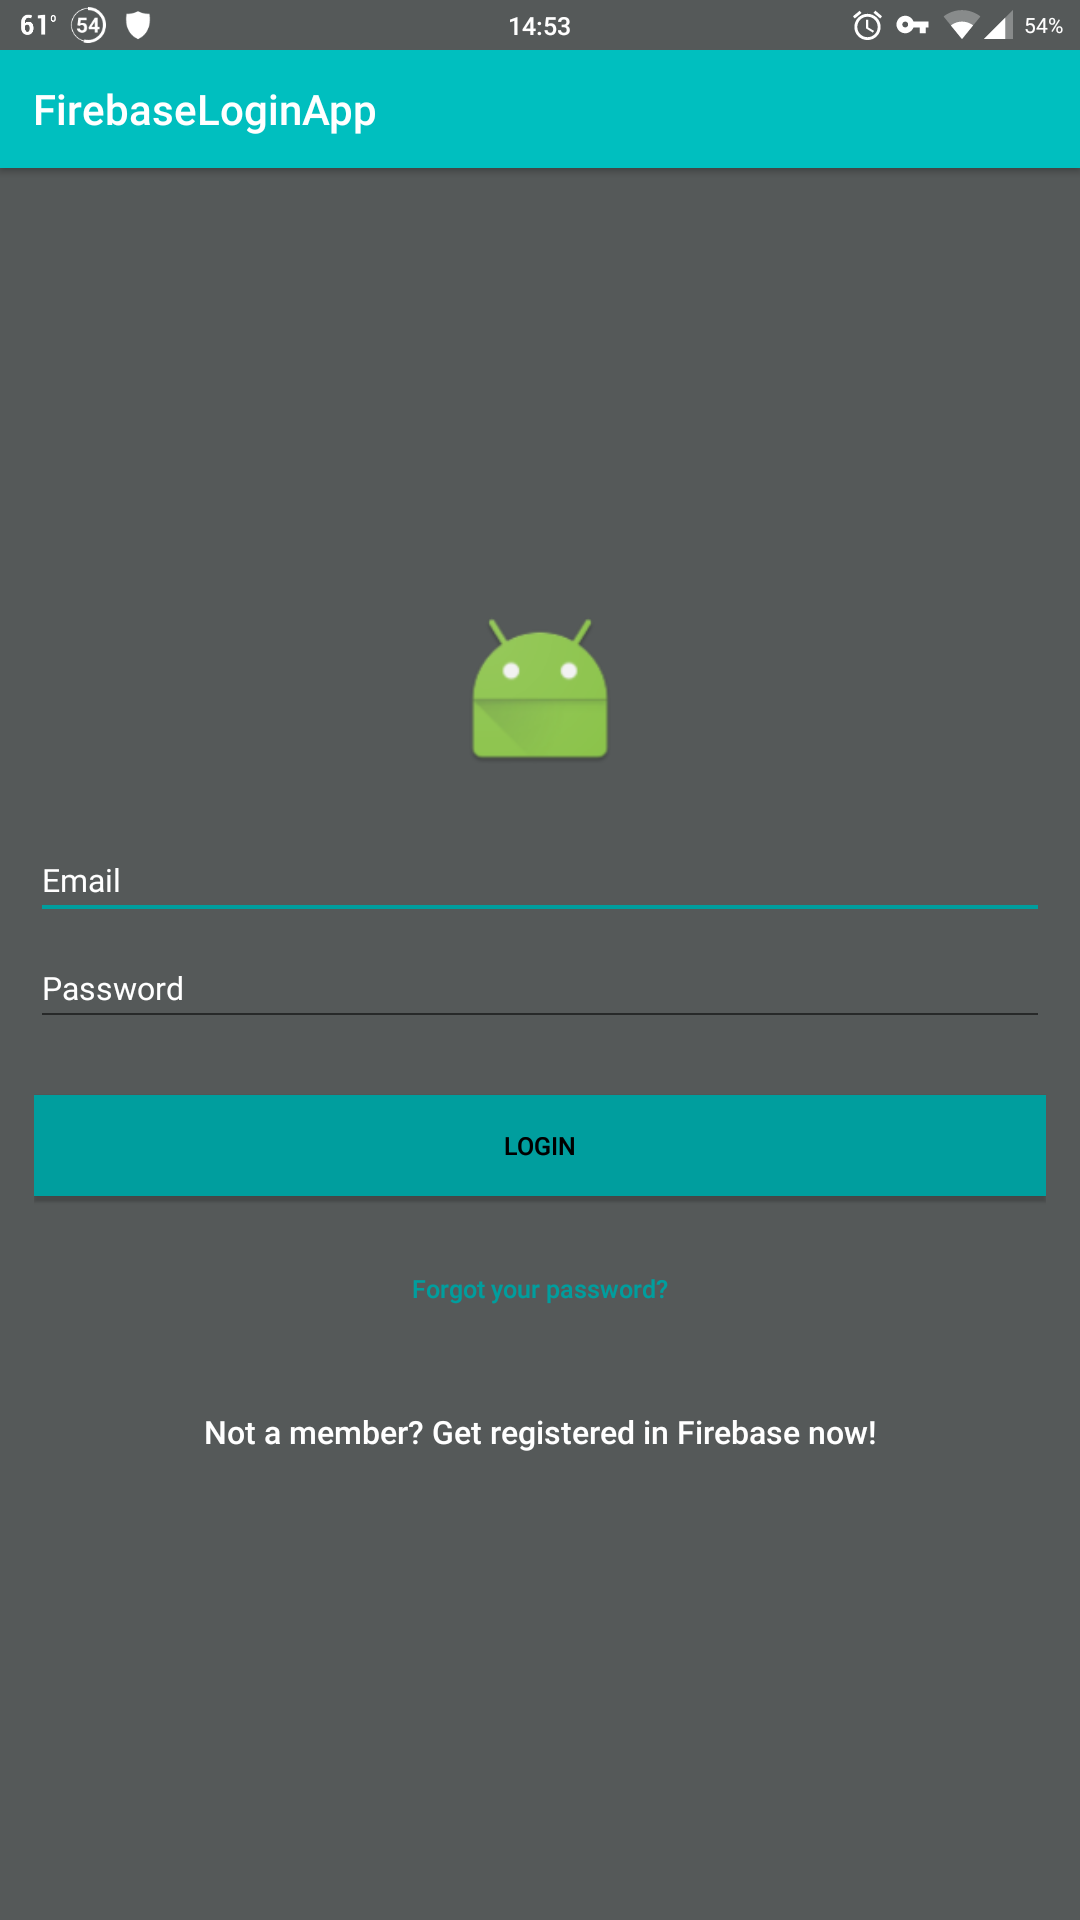 61° 54 14:53 54%
FirebaseLoginApp
Email
Password
LOGIN
Forgot your password?
Not a member? Get registered in Firebase now!